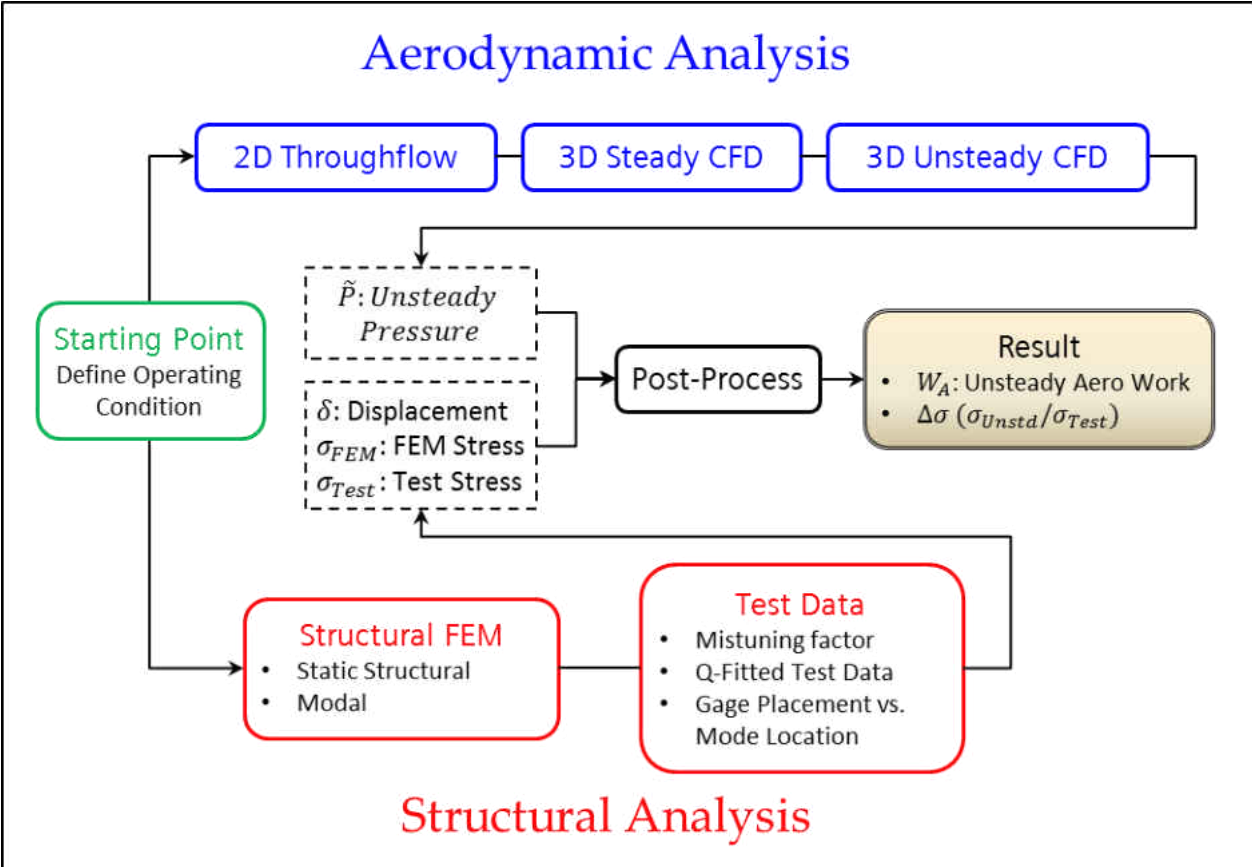 Aerodynamic Analysis
2D Throughflow
3D Steady CFD
3D Unsteady CFD
P̃: Unsteady
Pressure
Starting Point
Define Operating
Condition
δ: Displacement
σ_FEM: FEM Stress
σ_Test: Test Stress
Post-Process
Result
• W_A: Unsteady Aero Work
• Δσ (σ_Unstd/σ_Test)
Structural FEM
• Static Structural
• Modal
Test Data
• Mistuning factor
• Q-Fitted Test Data
• Gage Placement vs.
Mode Location
Structural Analysis